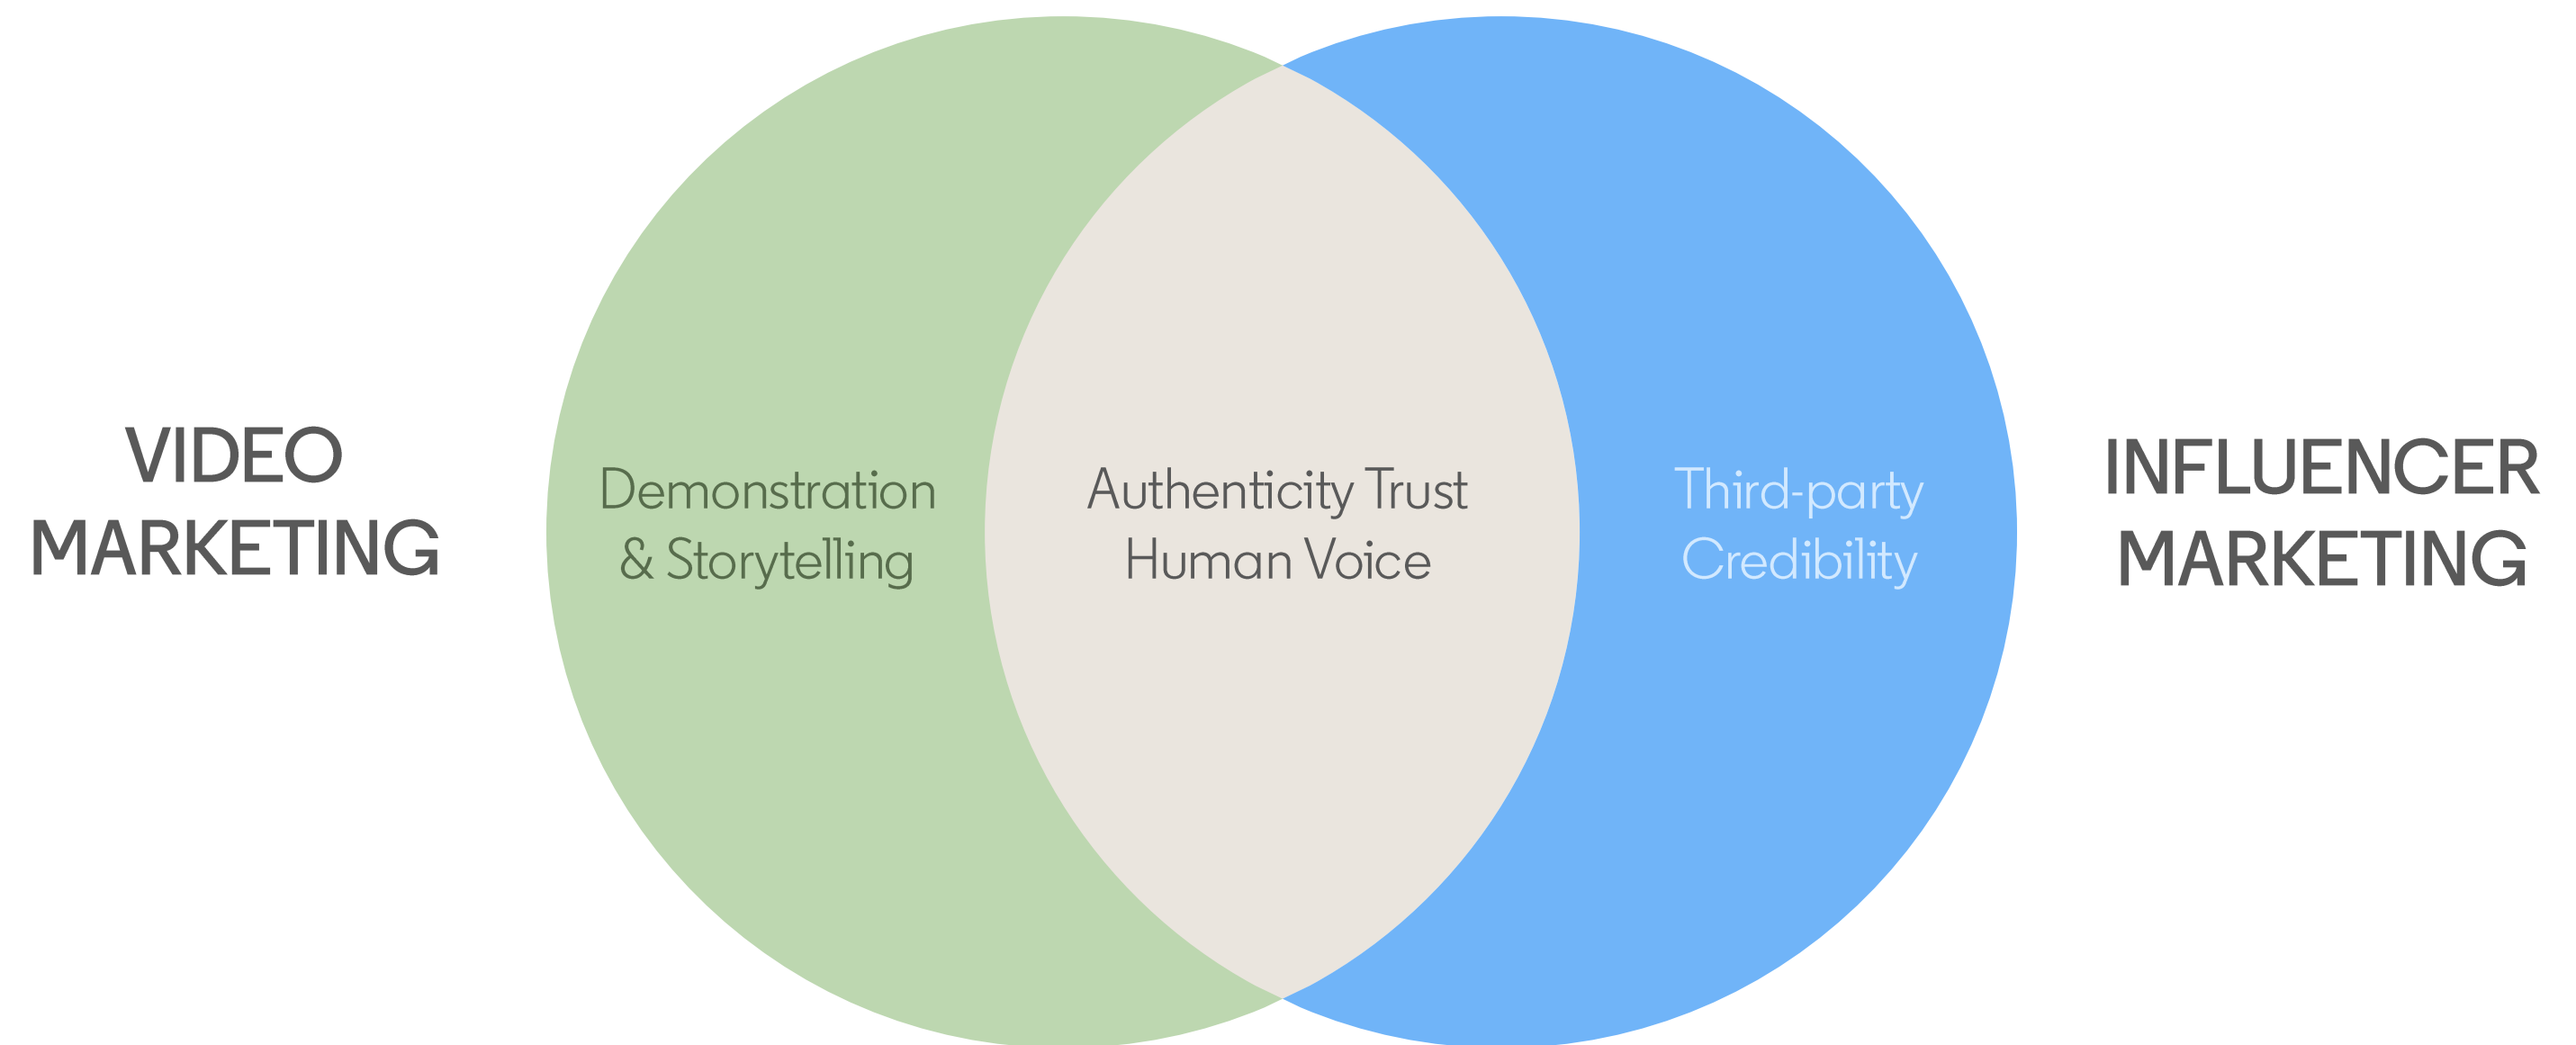 VIDEO
MARKETING
Demonstration
& Storytelling
Authenticity Trust
Human Voice
Third-party
Credibility
INFLUENCER
MARKETING